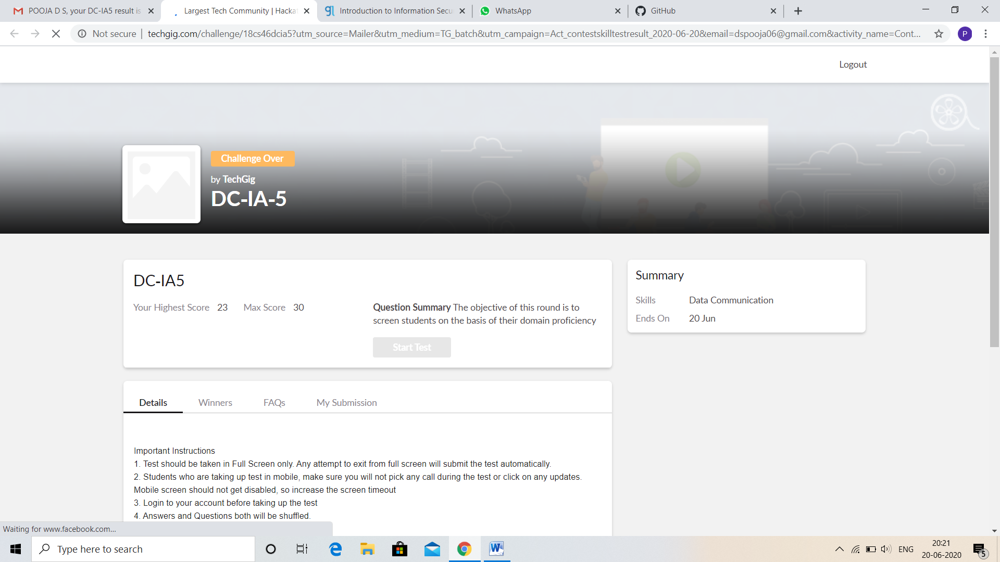 POOJA D S, your DC-IA5 result is
Largest Tech Community | Hacka
Introduction to Information Secu
WhatsApp
GitHub
Not secure
techgig.com/challenge/18cs46dcia5?utm_source=Mailer&utm_medium=TG_batch&utm_campaign=Act_contestskilltestresult_2020-06-20&email=dspooja06@gmail.com&activity_name=Cont...
P
Logout
Challenge Over
by TechGig
DC-IA-5
DC-IA5
Your Highest Score 23 Max Score 30
Question Summary The objective of this round is to
screen students on the basis of their domain proficiency
Start Test
Summary
Skills Data Communication
Ends On 20 Jun
Details Winners FAQs My Submission
Important Instructions
1. Test should be taken in Full Screen only. Any attempt to exit from full screen will submit the test automatically.
2. Students who are taking up test in mobile, make sure you will not pick any call during the test or click on any updates.
Mobile screen should not get disabled, so increase the screen timeout
3. Login to your account before taking up the test
4. Answers and Questions both will be shuffled.
Waiting for www.facebook.com...
Type here to search
ENG
20:21
20-06-2020
5